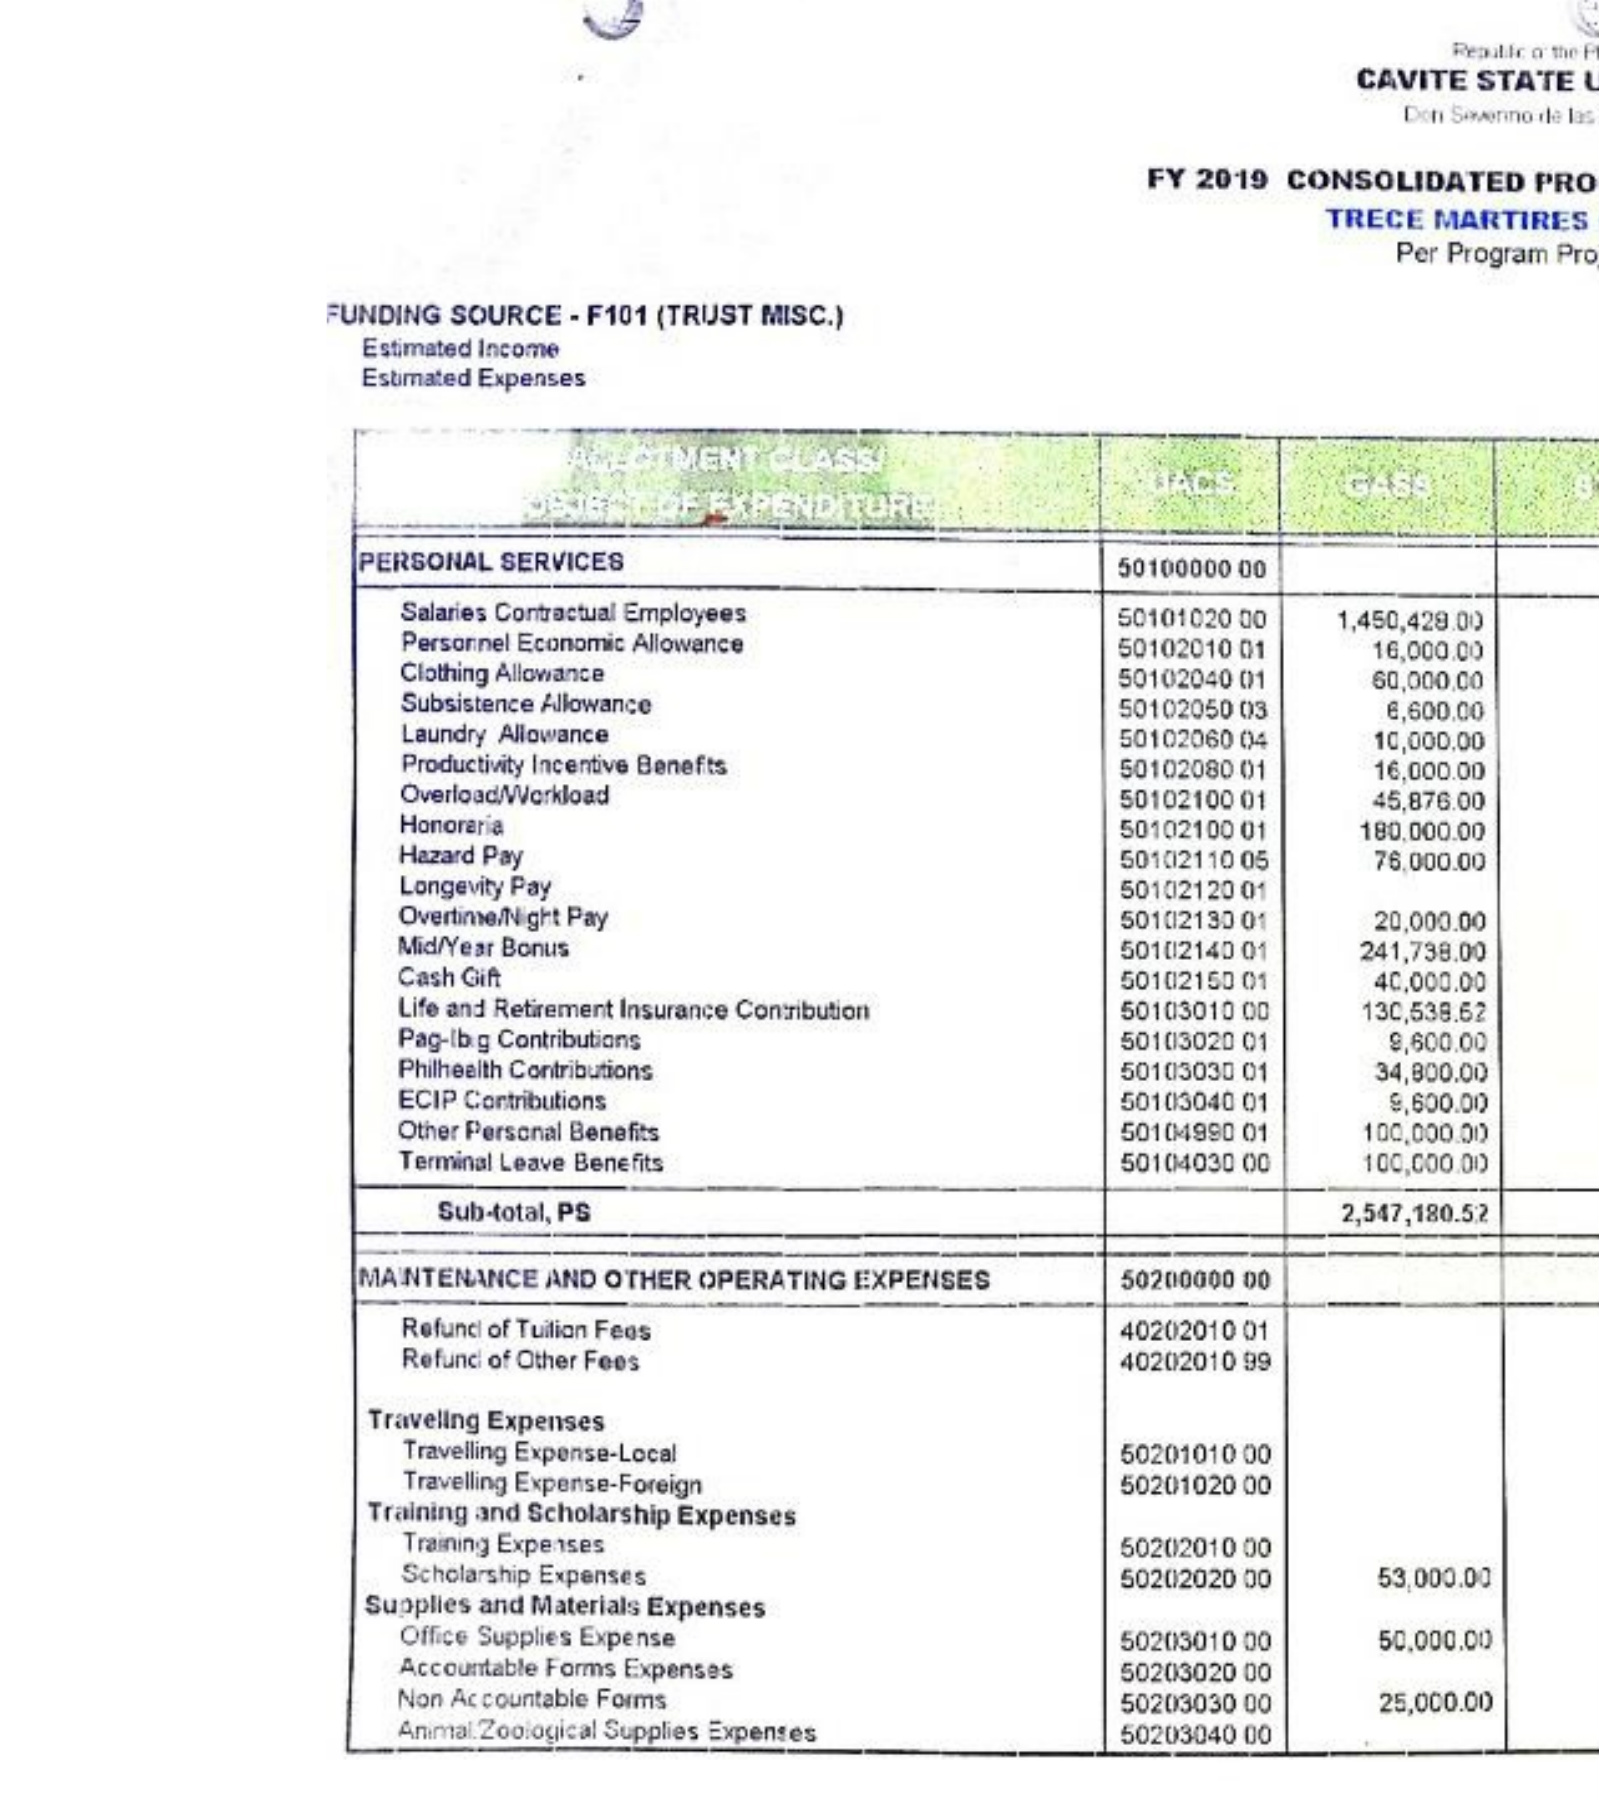 Republic of the
CAVITE STATE
Don Severino de las
FY 2019 CONSOLIDATED PRO
TRECE MARTIRES
Per Program Pro
FUNDING SOURCE - F101 (TRUST MISC.)
Estimated Income
Estimated Expenses
ALLOTMENT CLASS/ UACS GASS
OBJECT OF EXPENDITURE
PERSONAL SERVICES 50100000 00
Salaries Contractual Employees 50101020 00 1,450,428.00
Personnel Economic Allowance 50102010 01 16,000.00
Clothing Allowance 50102040 01 60,000.00
Subsistence Allowance 50102050 03 6,600.00
Laundry Allowance 50102060 04 10,000.00
Productivity Incentive Benefits 50102080 01 16,000.00
Overload/Workload 50102100 01 45,876.00
Honoraria 50102100 01 180,000.00
Hazard Pay 50102110 05 76,000.00
Longevity Pay 50102120 01
Overtime/Night Pay 50102130 01 20,000.00
Mid/Year Bonus 50102140 01 241,738.00
Cash Gift 50102150 01 40,000.00
Life and Retirement Insurance Contribution 50103010 00 130,538.52
Pag-Ibig Contributions 50103020 01 9,600.00
Philhealth Contributions 50103030 01 34,800.00
ECIP Contributions 50103040 01 9,600.00
Other Personal Benefits 50104990 01 100,000.00
Terminal Leave Benefits 50104030 00 100,000.00
Sub-total, PS 2,547,180.52
MAINTENANCE AND OTHER OPERATING EXPENSES 50200000 00
Refund of Tuition Fees 40202010 01
Refund of Other Fees 40202010 99
Traveling Expenses
Travelling Expense-Local 50201010 00
Travelling Expense-Foreign 50201020 00
Training and Scholarship Expenses
Training Expenses 50202010 00
Scholarship Expenses 50202020 00 53,000.00
Supplies and Materials Expenses
Office Supplies Expense 50203010 00 50,000.00
Accountable Forms Expenses 50203020 00
Non Accountable Forms 50203030 00 25,000.00
Animal/Zoological Supplies Expenses 50203040 00